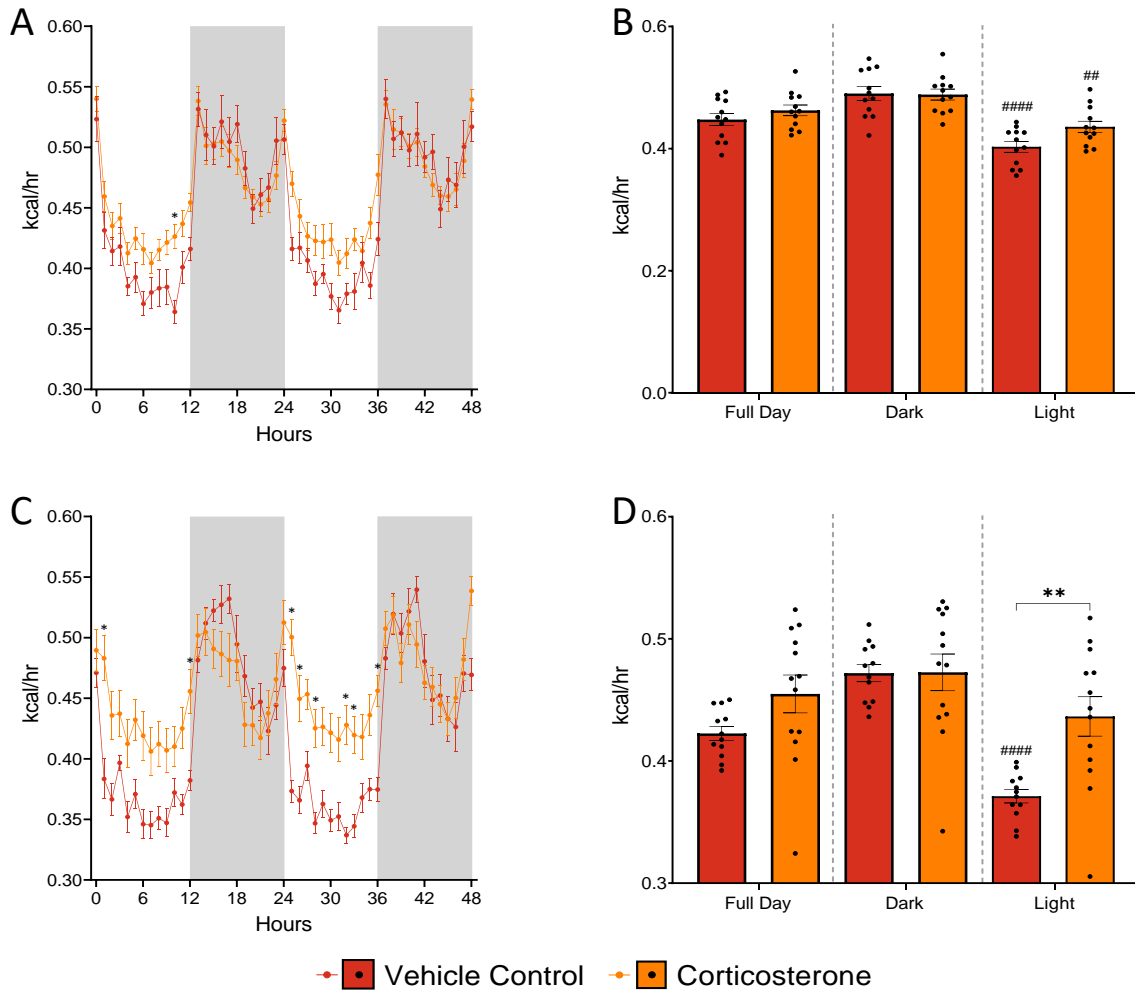 A
0.60
0.55
0.50
0.45
0.40
0.35
0.30
kcal/hr
*
0 6 12 18 24 30 36 42 48
Hours
B
0.6
0.4
0.2
0.0
kcal/hr
####
##
Full Day Dark Light
C
0.60
0.55
0.50
0.45
0.40
0.35
0.30
kcal/hr
* * * * * * * *
0 6 12 18 24 30 36 42 48
Hours
D
0.6
0.5
0.4
0.3
kcal/hr
**
####
Full Day Dark Light
Vehicle Control Corticosterone